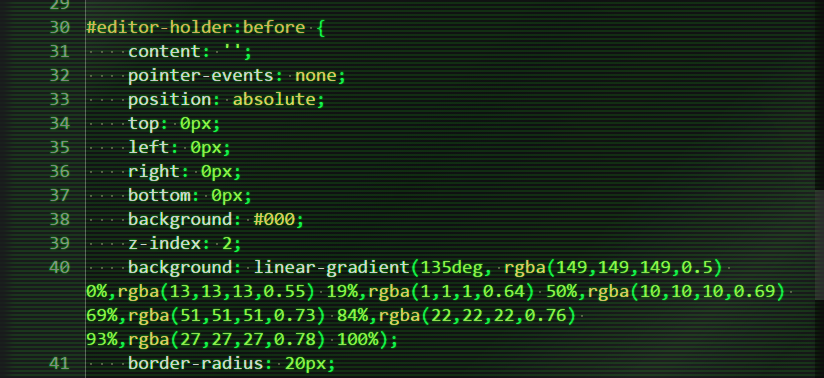 29
30 #editor-holder:before {
31 content: '';
32 pointer-events: none;
33 position: absolute;
34 top: 0px;
35 left: 0px;
36 right: 0px;
37 bottom: 0px;
38 background: #000;
39 z-index: 2;
40 background: linear-gradient(135deg, rgba(149,149,149,0.5)
0%,rgba(13,13,13,0.55) 19%,rgba(1,1,1,0.64) 50%,rgba(10,10,10,0.69)
69%,rgba(51,51,51,0.73) 84%,rgba(22,22,22,0.76)
93%,rgba(27,27,27,0.78) 100%);
41 border-radius: 20px;